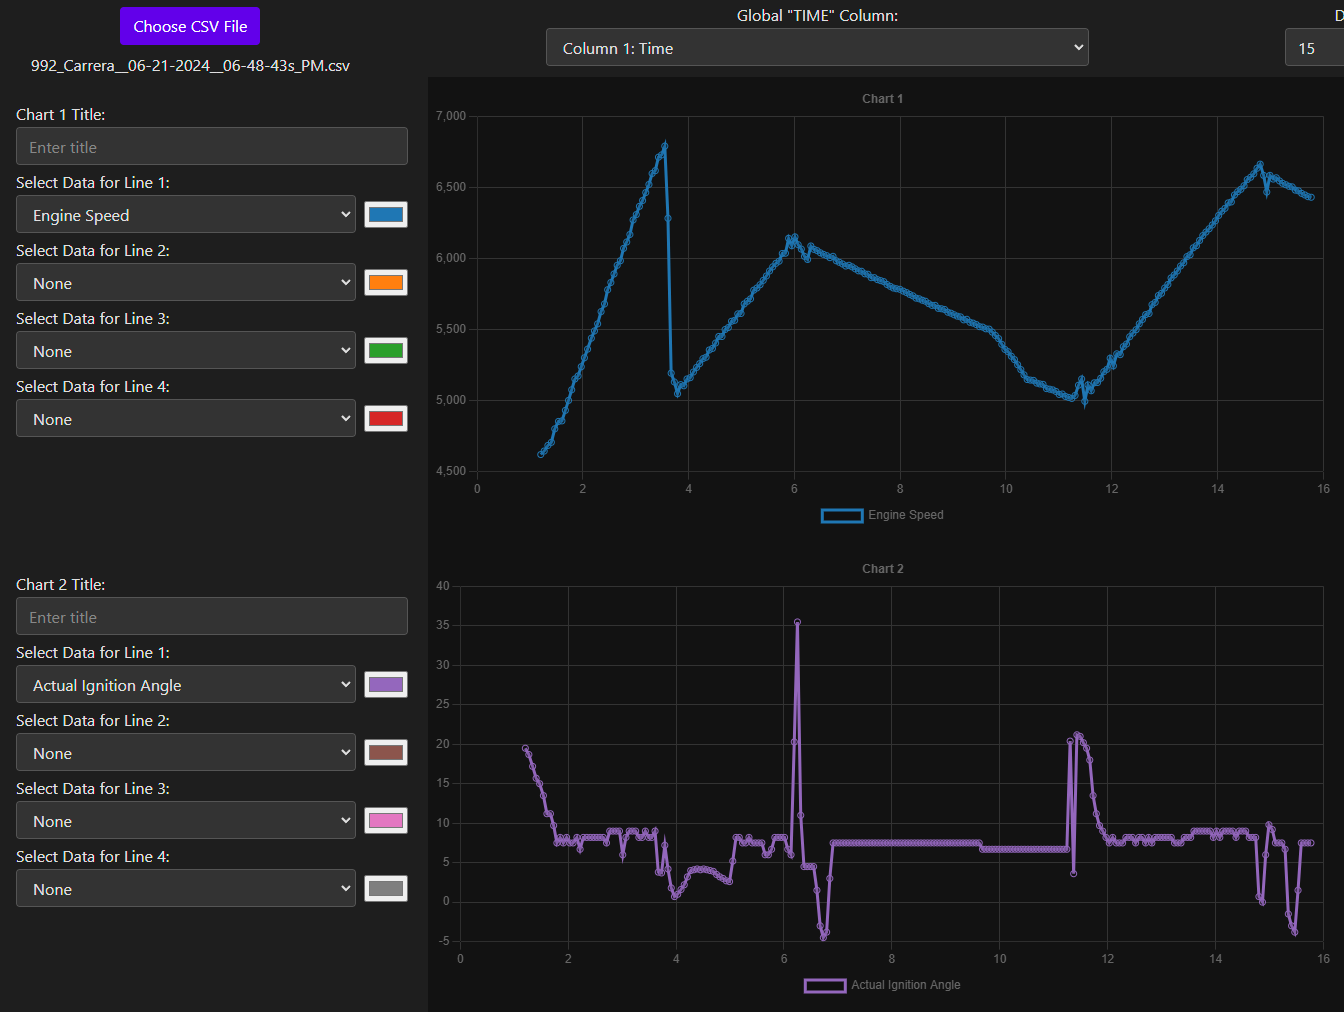 Choose CSV File
992_Carrera__06-21-2024__06-48-43s_PM.csv
Global "TIME" Column:
Column 1: Time
D
15
Chart 1 Title:
Enter title
Select Data for Line 1:
Engine Speed
Select Data for Line 2:
None
Select Data for Line 3:
None
Select Data for Line 4:
None
Chart 1
7,000
6,500
6,000
5,500
5,000
4,500
0 2 4 6 8 10 12 14 16
Engine Speed
Chart 2 Title:
Enter title
Select Data for Line 1:
Actual Ignition Angle
Select Data for Line 2:
None
Select Data for Line 3:
None
Select Data for Line 4:
None
Chart 2
40
35
30
25
20
15
10
5
0
-5
0 2 4 6 8 10 12 14 16
Actual Ignition Angle